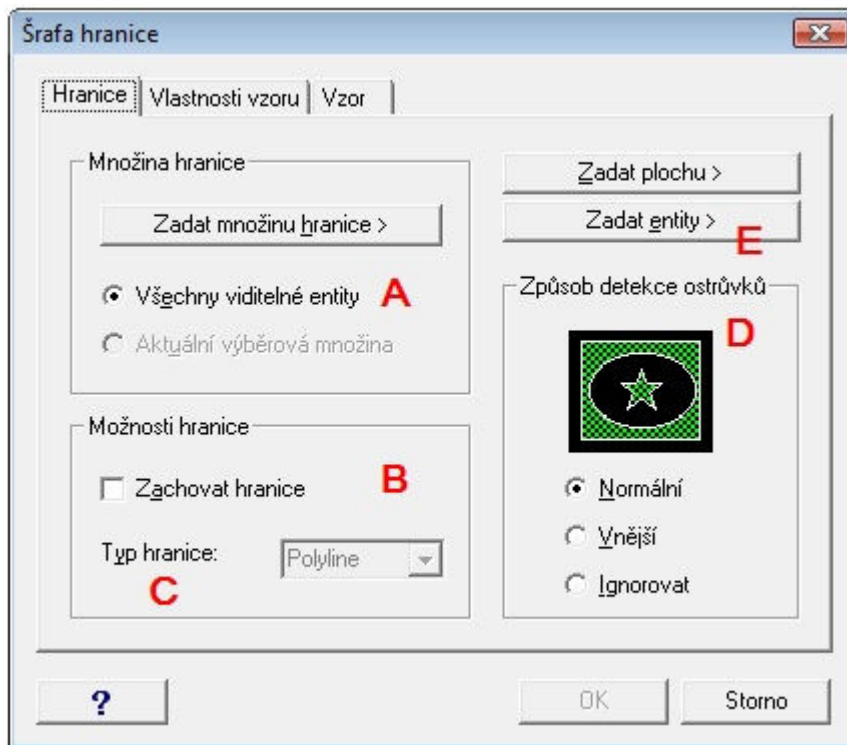 Šrafa hranice
Hranice
Vlastnosti vzoru
Vzor
Množina hranice
Zadat množinu hranice >
Všechny viditelné entity
A
Aktuální výběrová množina
Možnosti hranice
Zachovat hranice
B
Typ hranice:
Polyline
C
Zadat plochu >
Zadat entity >
E
Způsob detekce ostrůvků
D
Normální
Vnější
Ignorovat
?
OK
Storno